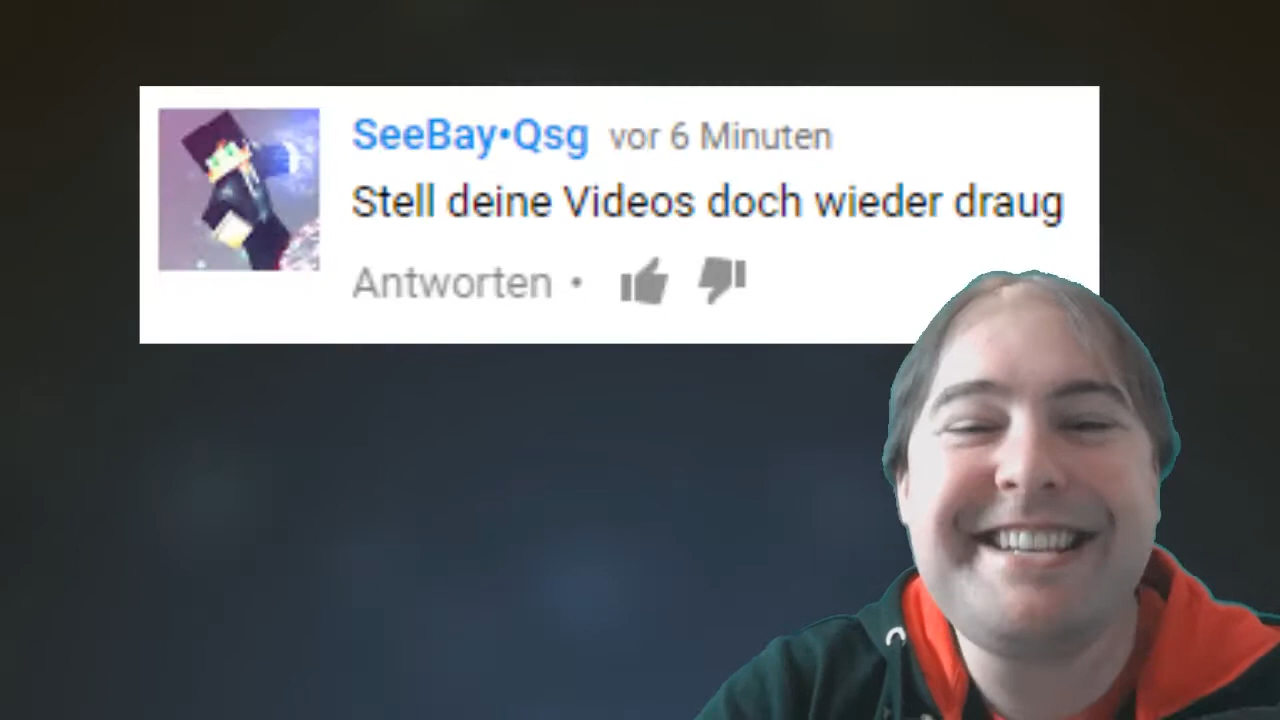 SeeBay•Qsg vor 6 Minuten
Stell deine Videos doch wieder draug
Antworten •